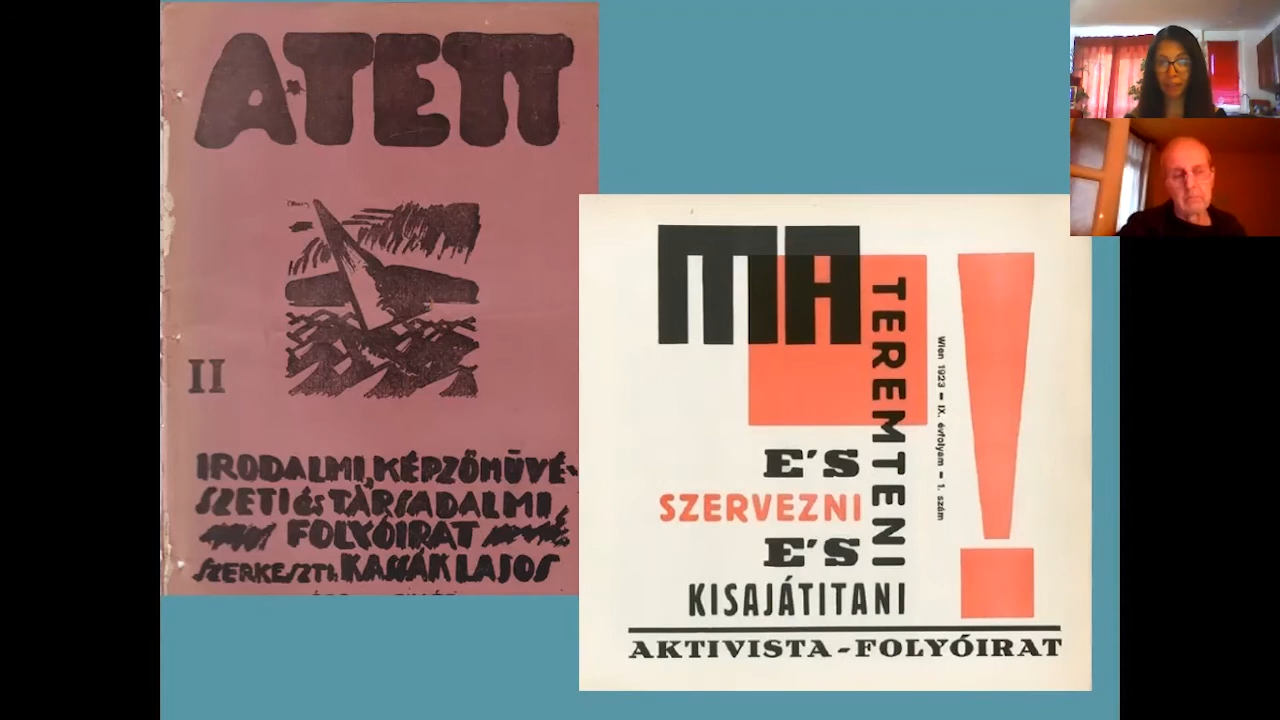 A·TETT
II
IRODALMI, KÉPZŐMŰVÉ-
SZETI és TÁRSADALMI
FOLYÓIRAT
SZERKESZTI: KASSÁK LAJOS
MA
TEREMTENI
E'S
SZERVEZNI
E'S
KISAJÁTITANI
!
Wien 1923 - IX. évfolyam - 1. szám
AKTIVISTA-FOLYÓIRAT